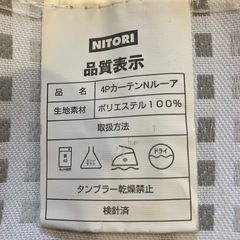 NITORI
品質表示
品名 4PカーテンNルーア
生地素材 ポリエステル100%
取扱方法
40
ドライ
タンブラー乾燥禁止
検針済